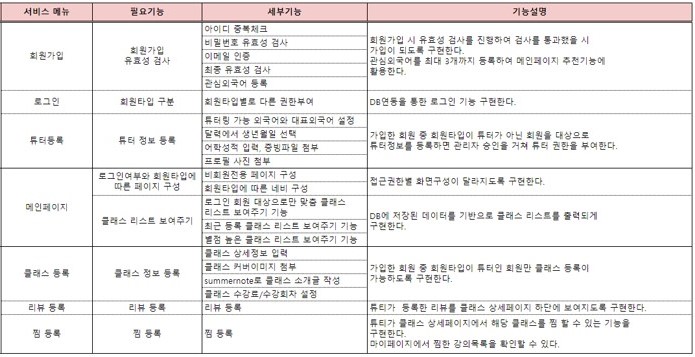 서비스 메뉴 필요기능 세부기능 기능설명
회원가입
회원가입
유효성 검사
아이디 중복체크
비밀번호 유효성 검사
이메일 인증
최종 유효성 검사
관심외국어 등록
회원가입 시 유효성 검사를 진행하여 검사를 통과했을 시
가입이 되도록 구현한다.
관심외국어를 최대 3개까지 등록하여 메인페이지 추천기능에
활용한다.
로그인 회원타입 구분 회원타입별로 다른 권한부여 DB연동을 통한 로그인 기능 구현한다.
튜터등록
튜터 정보 등록
튜터링 가능 외국어와 대표외국어 설정
달력에서 생년월일 선택
어학성적 입력, 증빙파일 첨부
프로필 사진 첨부
가입한 회원 중 회원타입이 튜터가 아닌 회원을 대상으로
튜터정보를 등록하면 관리자 승인을 거쳐 튜터 권한을 부여한다.
메인페이지
로그인여부와 회원타입에
따른 페이지 구성
비회원전용 페이지 구성
회원타입에 따른 네비 구성
접근권한별 화면구성이 달라지도록 구현한다.
클래스 리스트 보여주기
로그인 회원 대상으로만 맞춤 클래스
리스트 보여주기 기능
최근 등록 클래스 리스트 보여주기 기능
별점 높은 클래스 리스트 보여주기 기능
DB에 저장된 데이터를 기반으로 클래스 리스트를 출력되게
구현한다.
클래스 등록
클래스 정보 등록
클래스 상세정보 입력
클래스 커버이미지 첨부
summernote로 클래스 소개글 작성
클래스 수강료/수강회차 설정
가입한 회원 중 회원타입이 튜터인 회원만 클래스 등록이
가능하도록 구현한다.
리뷰 등록 리뷰 등록 리뷰 등록 튜티가 등록한 리뷰를 클래스 상세페이지 하단에 보여지도록 구현한다.
찜 등록 찜 등록 찜 등록
튜티가 클래스 상세페이지에서 해당 클래스를 찜 할 수 있는 기능을
구현한다.
마이페이지에서 찜한 강의목록을 확인할 수 있다.